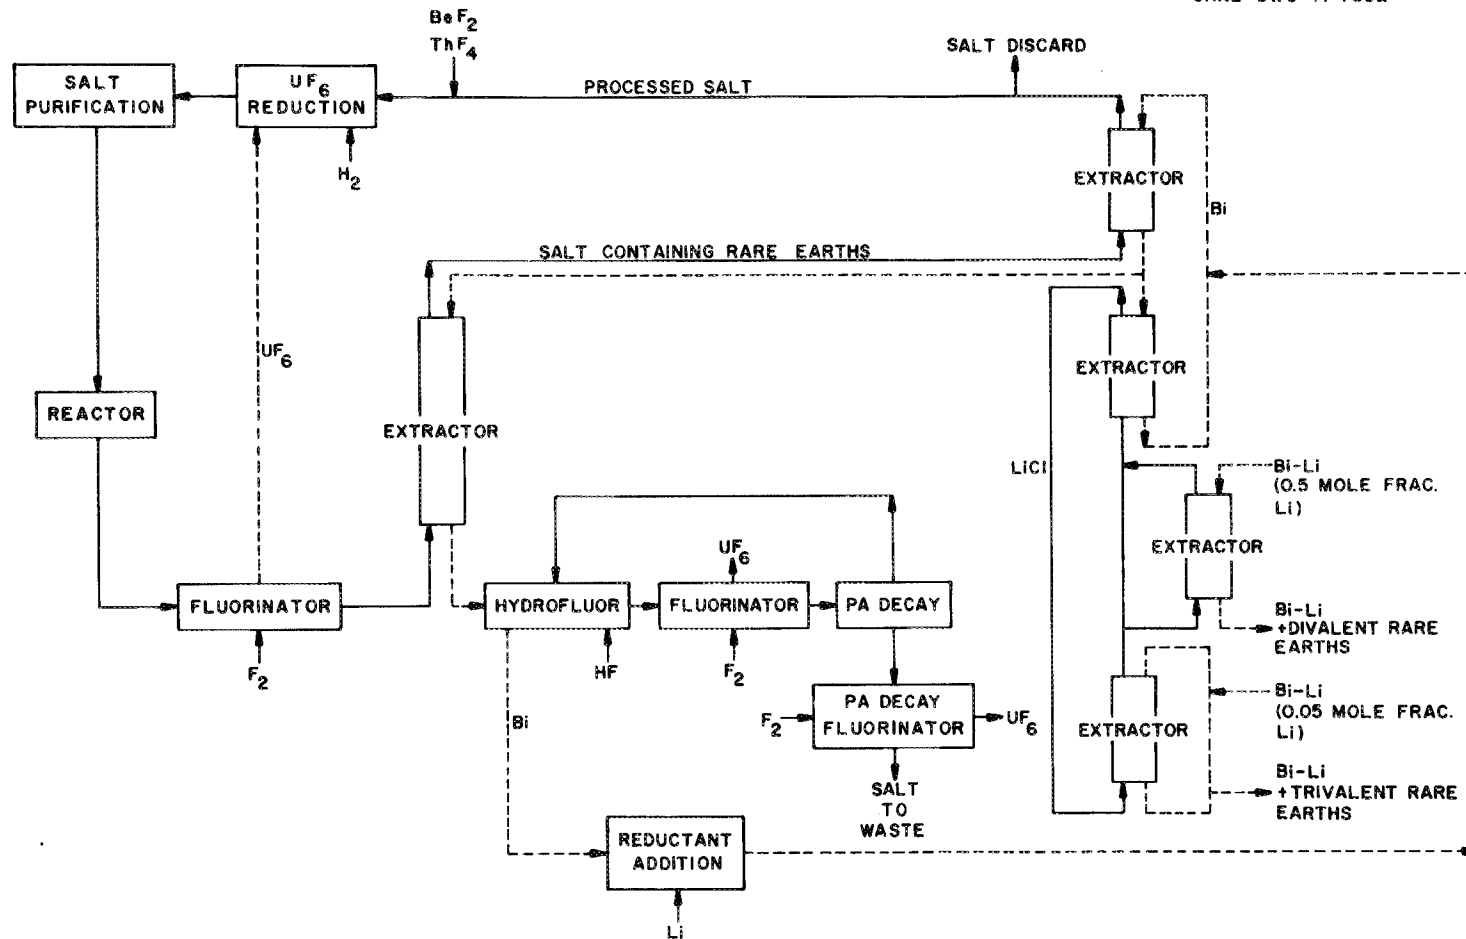 BeF2
ThF4
SALT DISCARD
SALT
PURIFICATION
UF6
REDUCTION
PROCESSED SALT
H2
EXTRACTOR
Bi
SALT CONTAINING RARE EARTHS
UF6
EXTRACTOR
REACTOR
EXTRACTOR
LiCl
Bi-Li
(0.5 MOLE FRAC.
Li)
EXTRACTOR
UF6
FLUORINATOR
HYDROFLUOR
FLUORINATOR
PA DECAY
Bi-Li
+DIVALENT RARE
EARTHS
F2
HF
F2
Bi
F2
PA DECAY
FLUORINATOR
UF6
EXTRACTOR
Bi-Li
(0.05 MOLE FRAC.
Li)
Bi-Li
+TRIVALENT RARE
EARTHS
SALT
TO
WASTE
REDUCTANT
ADDITION
Li